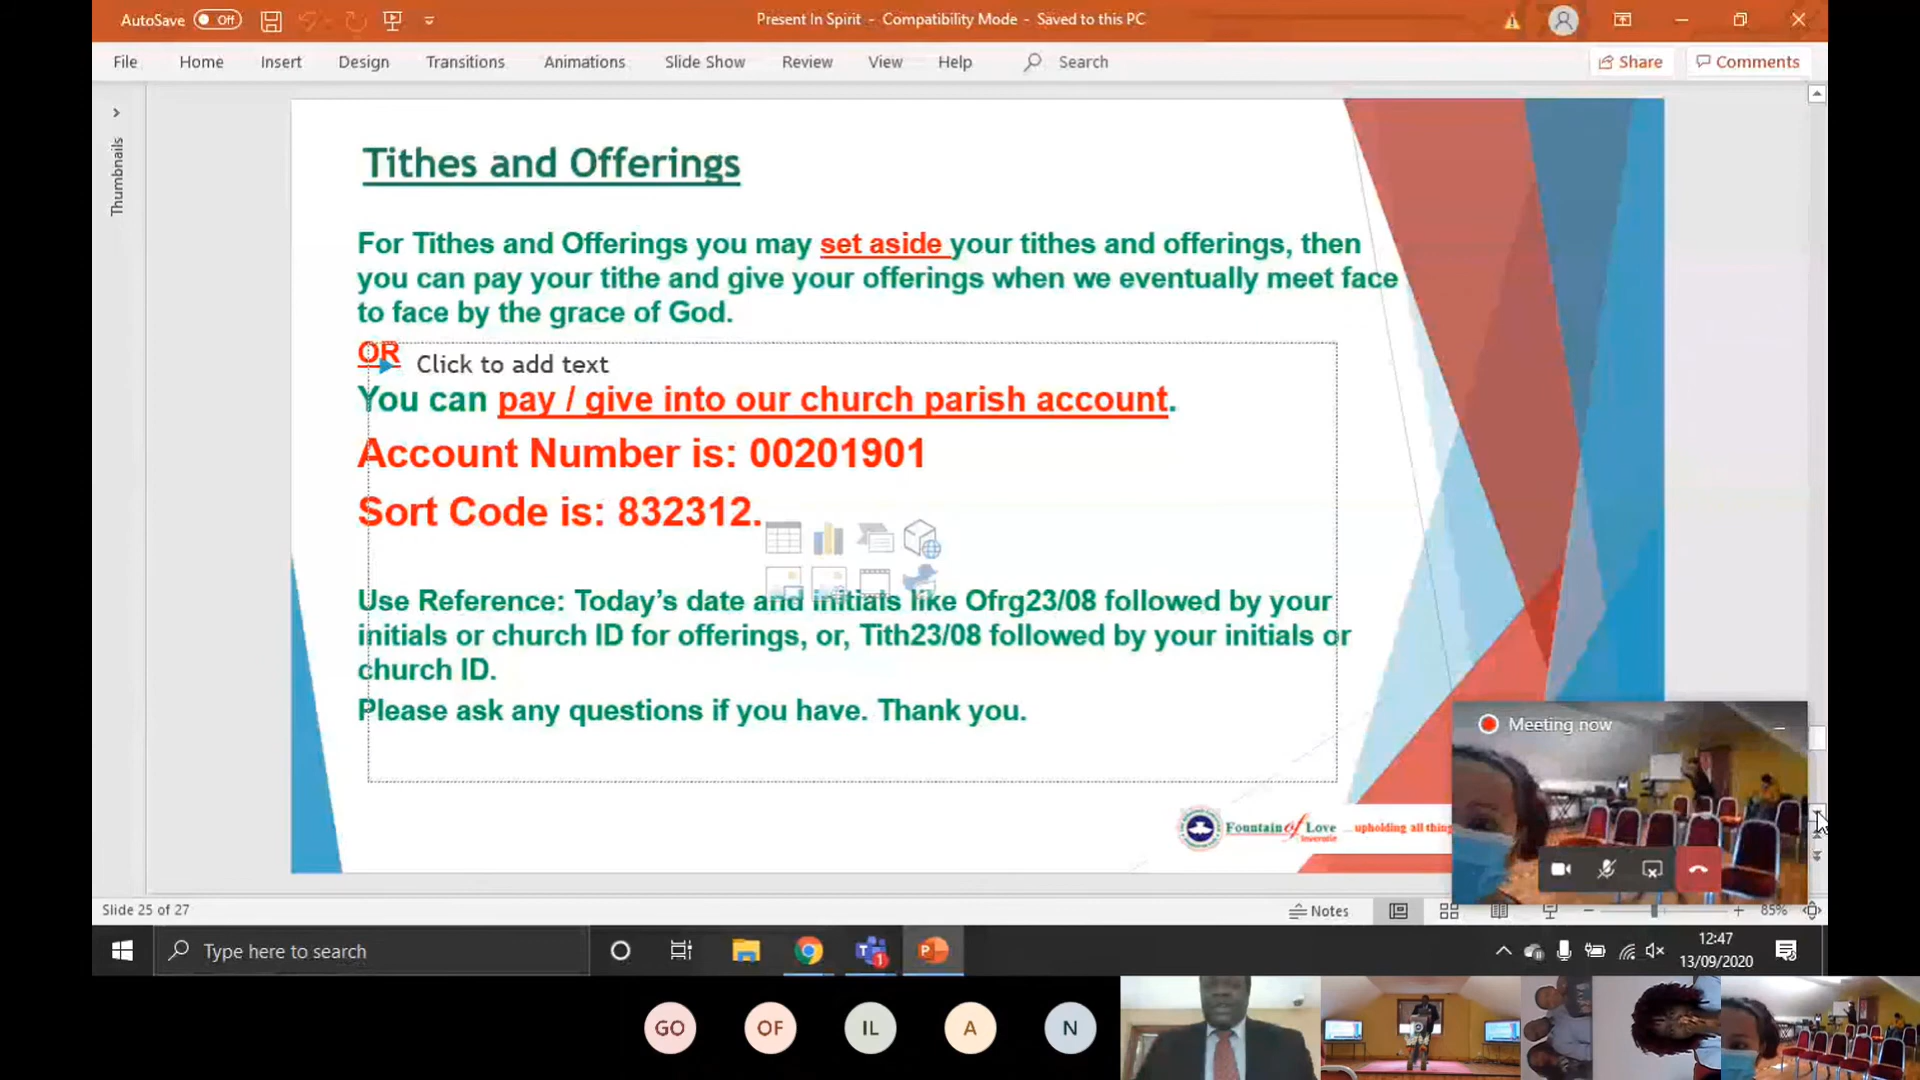 AutoSave Off
Present In Spirit - Compatibility Mode - Saved to this PC
File Home Insert Design Transitions Animations Slide Show Review View Help Search Share Comments
Thumbnails
Tithes and Offerings
For Tithes and Offerings you may set aside your tithes and offerings, then
you can pay your tithe and give your offerings when we eventually meet face
to face by the grace of God.
OR
Click to add text
You can pay / give into our church parish account.
Account Number is: 00201901
Sort Code is: 832312.
Use Reference: Today's date and initials like Ofrg23/08 followed by your
initials or church ID for offerings, or, Tith23/08 followed by your initials or
church ID.
Please ask any questions if you have. Thank you.
Meeting now
Fountain of Love
Inverurie
...upholding all thing
Slide 25 of 27
Notes
85%
Type here to search
12:47
13/09/2020
GO OF IL A N